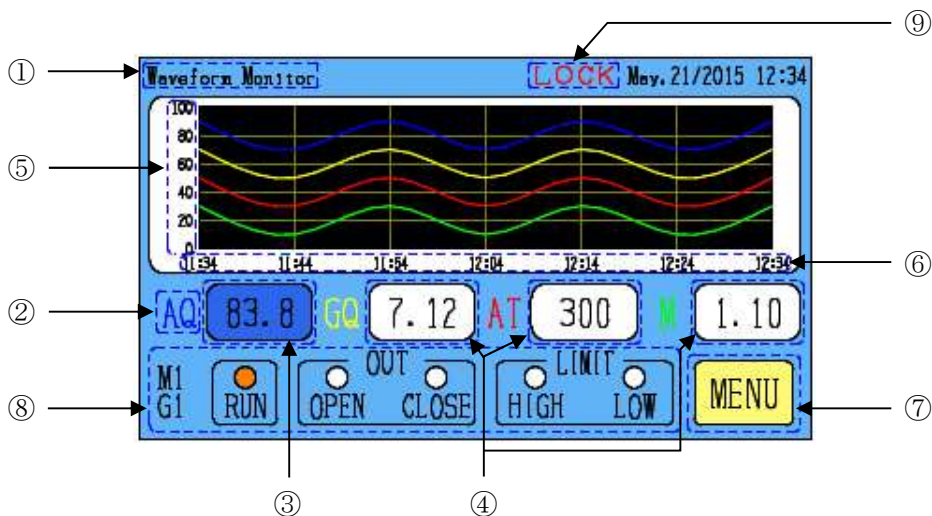 ⑨
① Waveform Monitor LOCK May.21/2015 12:34
100
80
⑤ 60
40
20
0
11:34 11:44 11:54 12:04 12:14 12:24 12:34 ⑥
② AQ 83.8 GQ 7.12 AT 300 M 1.10
OUT LIMIT
M1
⑧ G1 RUN OPEN CLOSE HIGH LOW MENU ⑦
③ ④